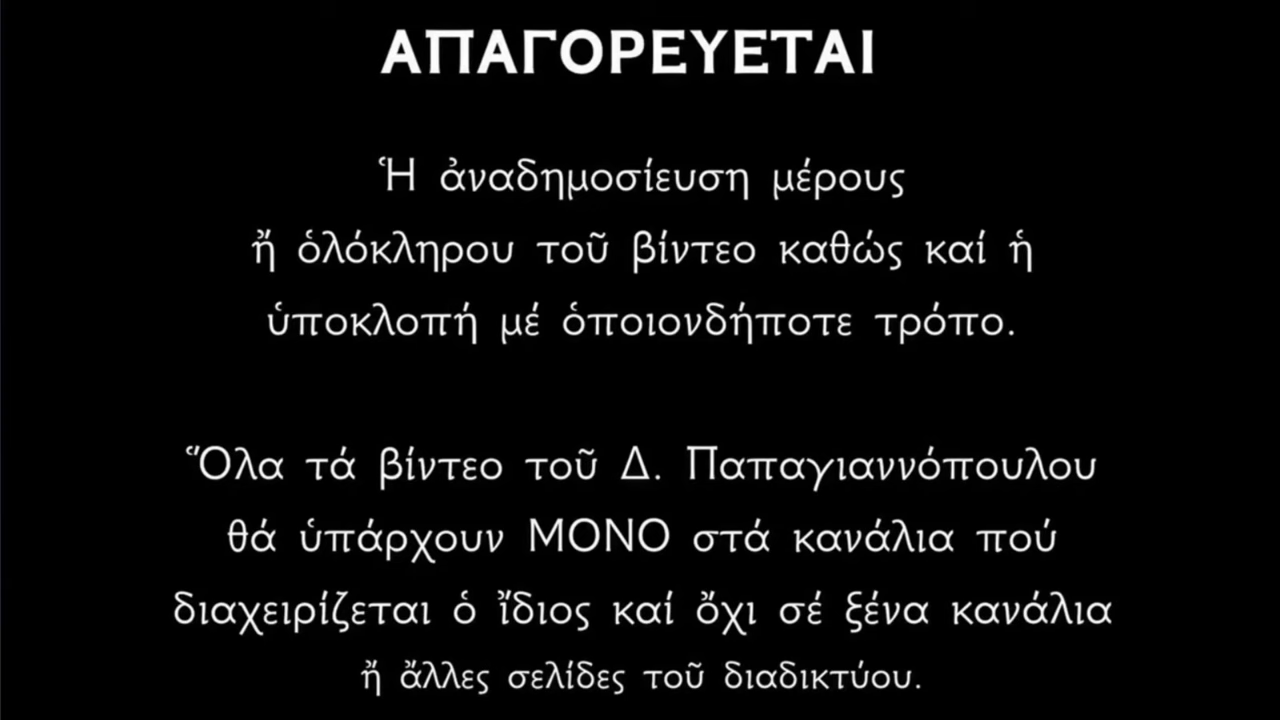 ΑΠΑΓΟΡΕΥΕΤΑΙ
Ἡ ἀναδημοσίευση μέρους
ἤ ὁλόκληρου τοῦ βίντεο καθώς καί ἡ
ὑποκλοπή μέ ὁποιονδήποτε τρόπο.
Ὅλα τά βίντεο τοῦ Δ. Παπαγιαννόπουλου
θά ὑπάρχουν ΜΟΝΟ στά κανάλια πού
διαχειρίζεται ὁ ἴδιος καί ὄχι σέ ξένα κανάλια
ἤ ἄλλες σελίδες τοῦ διαδικτύου.